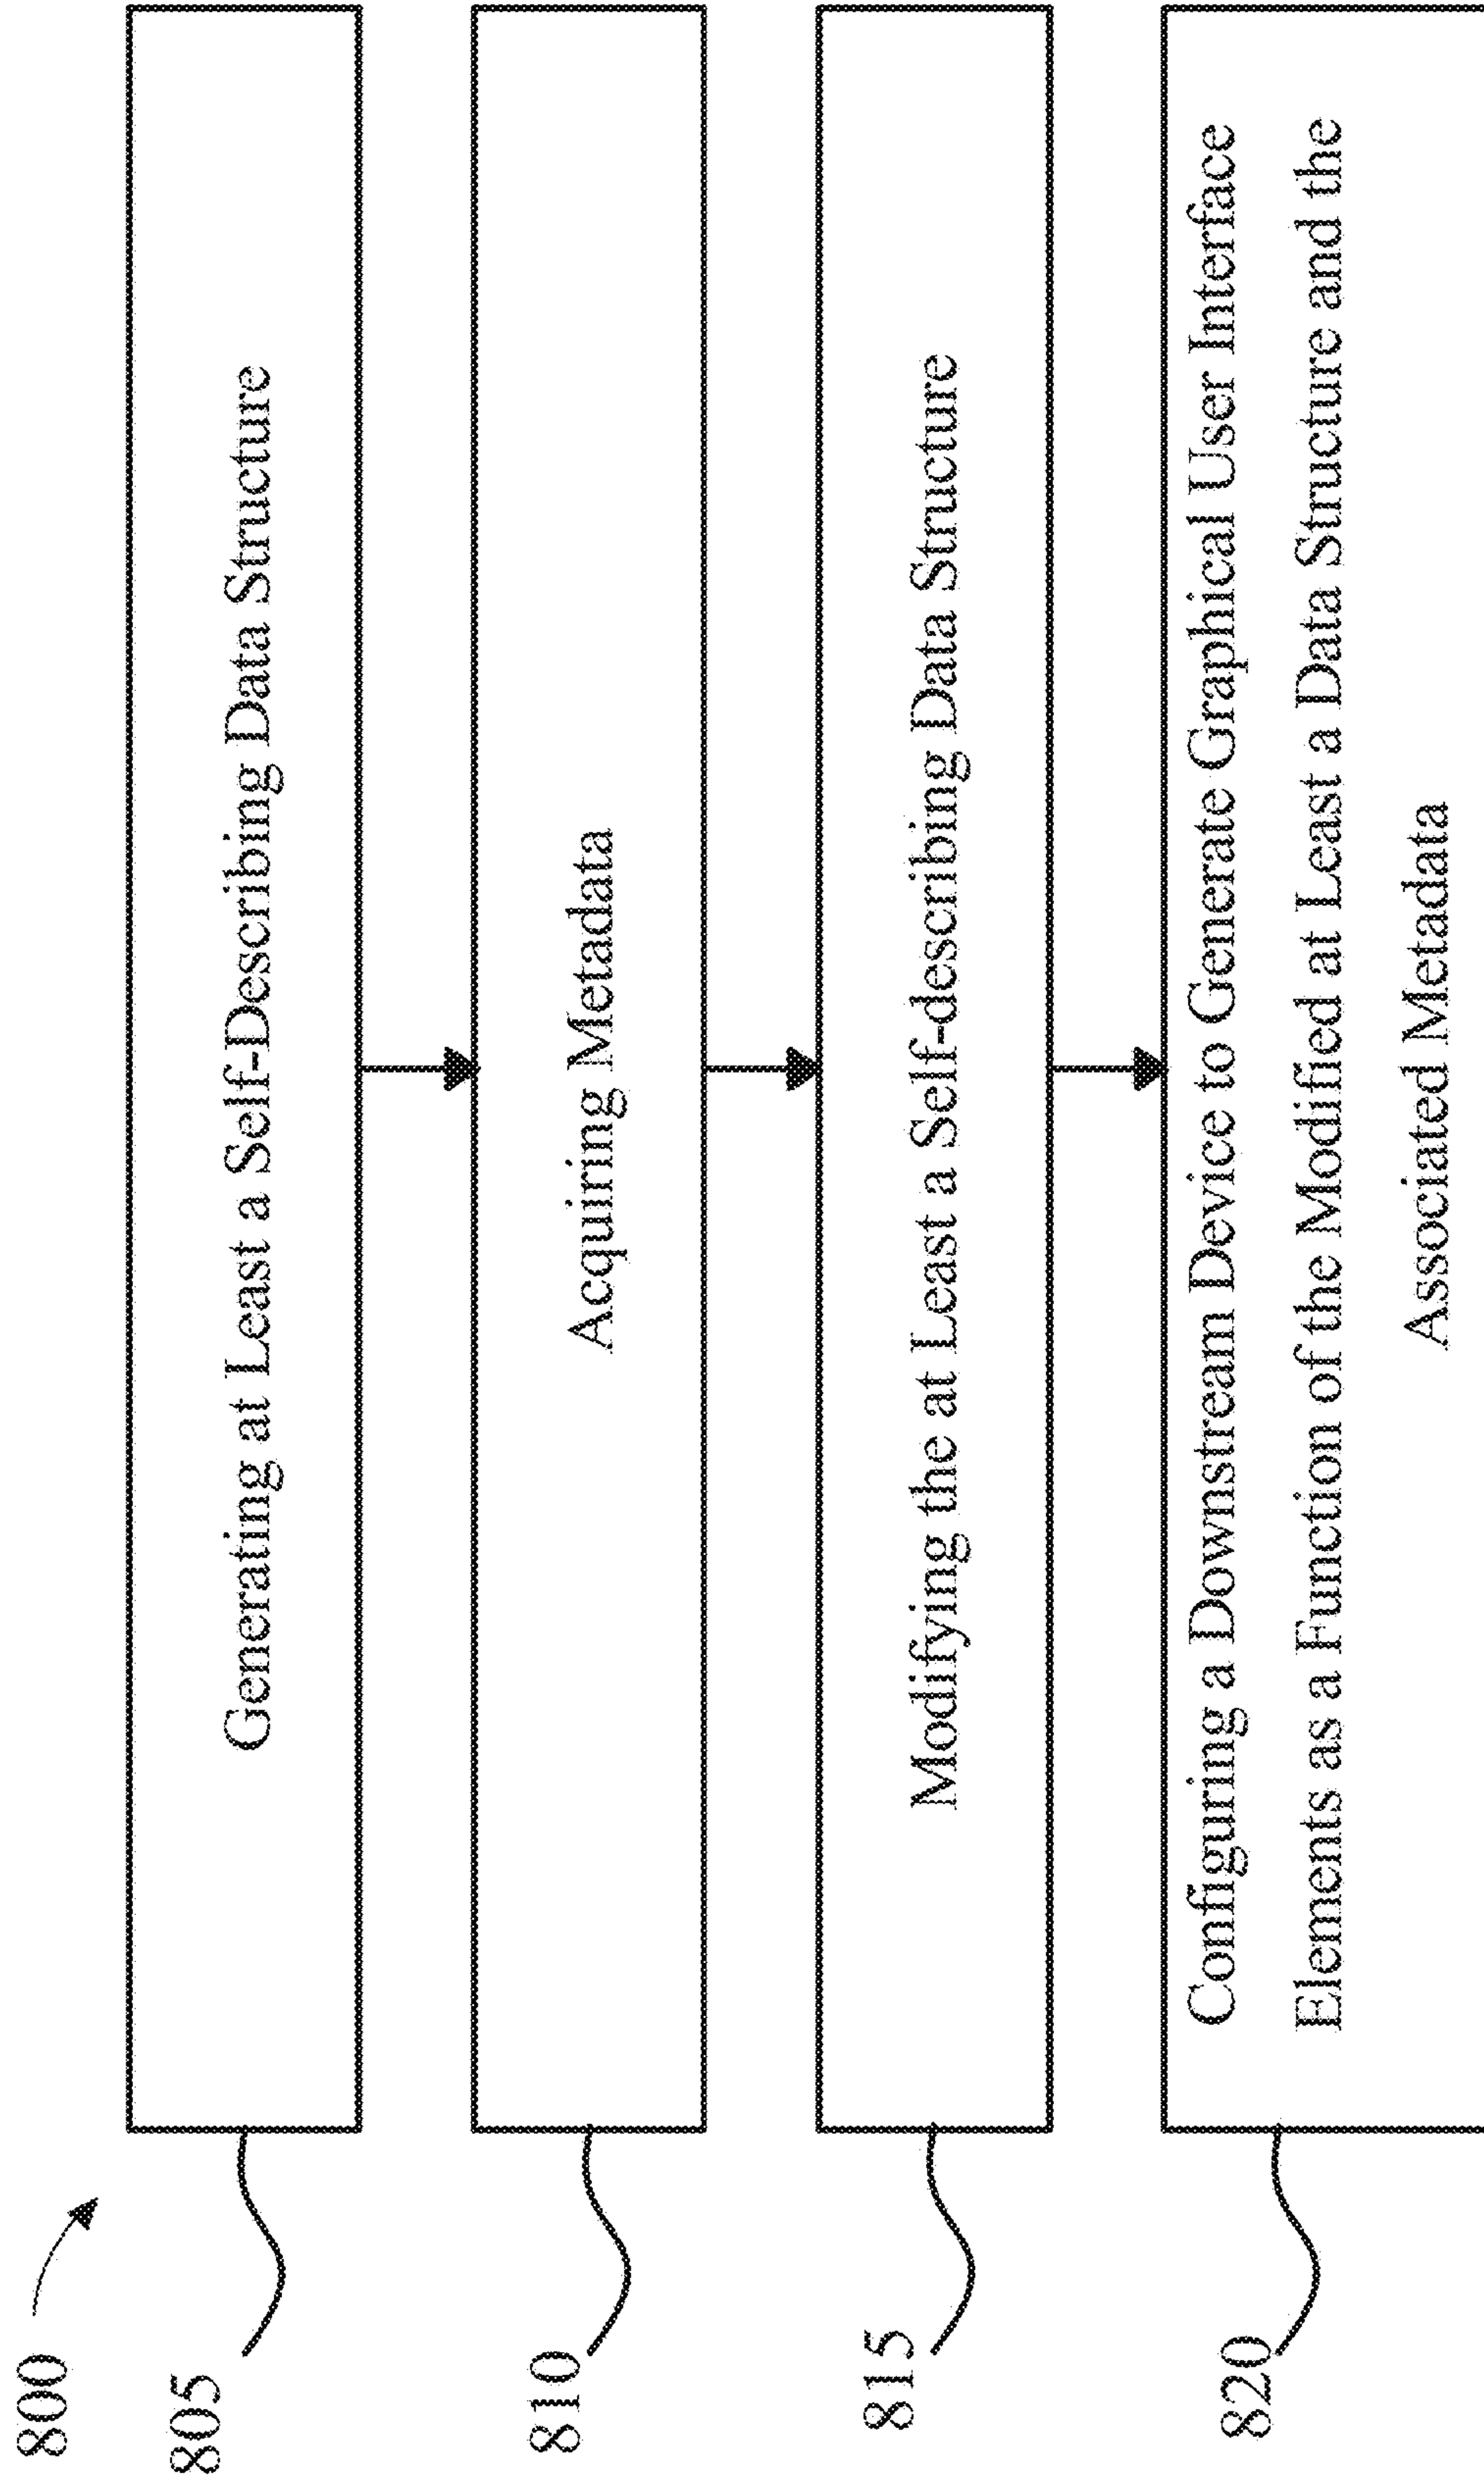 800
805
Generating at Least a Self-Describing Data Structure
810
Acquiring Metadata
815
Modifying the at Least a Self-describing Data Structure
820
Configuring a Downstream Device to Generate Graphical User Interface
Elements as a Function of the Modified at Least a Data Structure and the
Associated Metadata